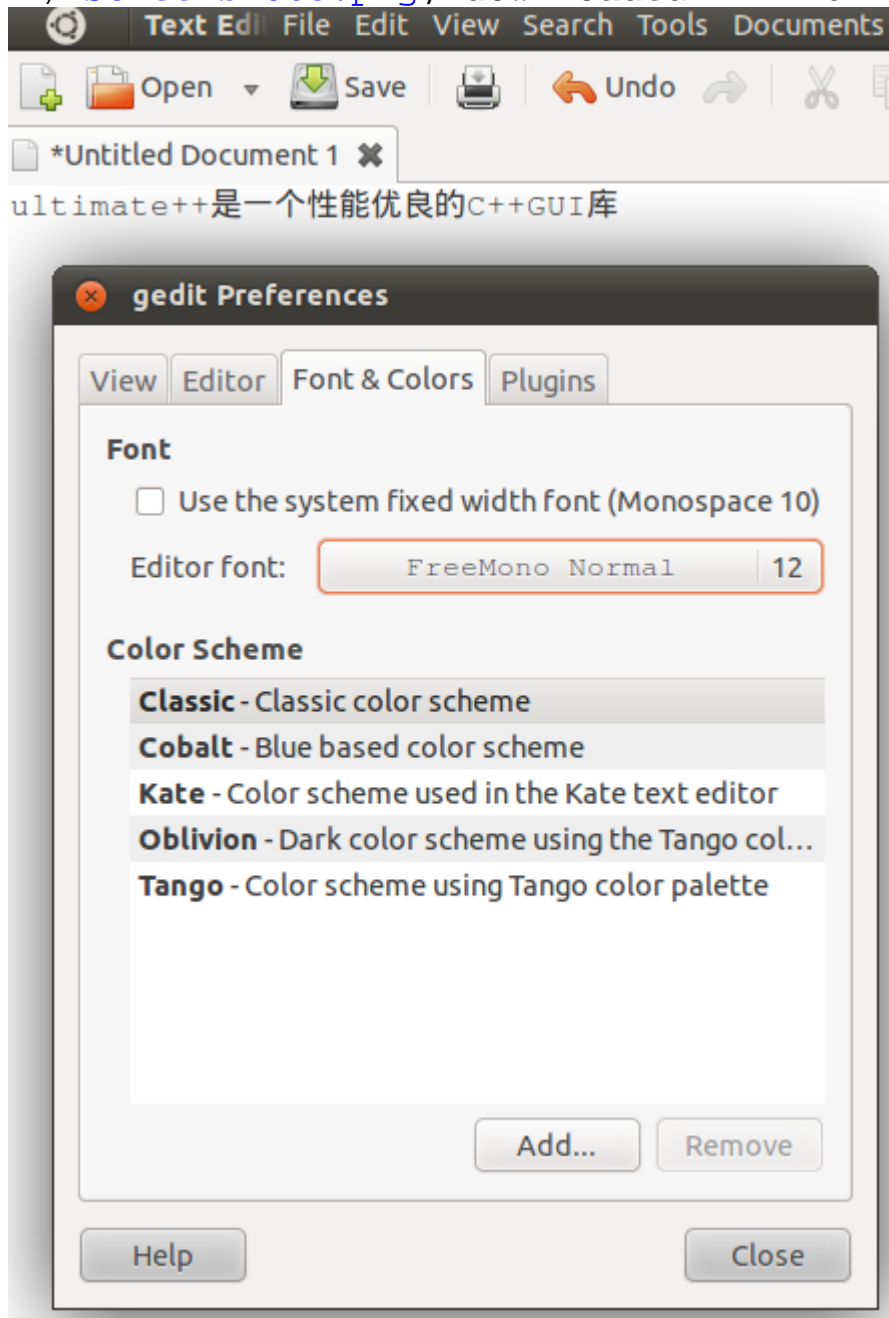 Text Edi File Edit View Search Tools Documents
Open Save Undo
*Untitled Document 1
ultimate++是一个性能优良的C++GUI库
gedit Preferences
View Editor Font & Colors Plugins
Font
Use the system fixed width font (Monospace 10)
Editor font: FreeMono Normal 12
Color Scheme
Classic - Classic color scheme
Cobalt - Blue based color scheme
Kate - Color scheme used in the Kate text editor
Oblivion - Dark color scheme using the Tango col...
Tango - Color scheme using Tango color palette
Add... Remove
Help Close